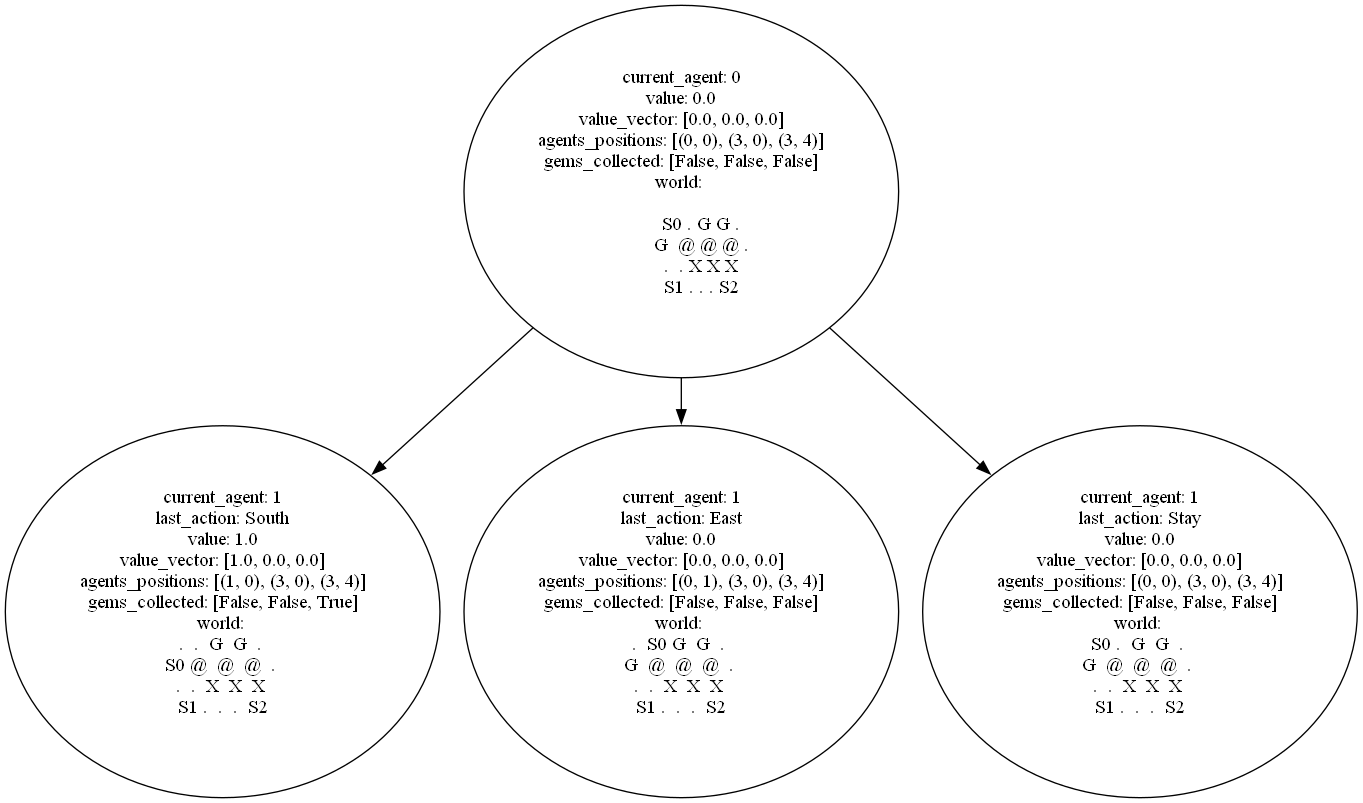 current_agent: 0
value: 0.0
value_vector: [0.0, 0.0, 0.0]
agents_positions: [(0, 0), (3, 0), (3, 4)]
gems_collected: [False, False, False]
world:
S0 . G G .
G @ @ @ .
. . X X X
S1 . . . S2
current_agent: 1
last_action: South
value: 1.0
value_vector: [1.0, 0.0, 0.0]
agents_positions: [(1, 0), (3, 0), (3, 4)]
gems_collected: [False, False, True]
world:
. . G G .
S0 @ @ @ .
. . X X X
S1 . . . S2
current_agent: 1
last_action: East
value: 0.0
value_vector: [0.0, 0.0, 0.0]
agents_positions: [(0, 1), (3, 0), (3, 4)]
gems_collected: [False, False, False]
world:
. S0 G G .
G @ @ @ .
. . X X X
S1 . . . S2
current_agent: 1
last_action: Stay
value: 0.0
value_vector: [0.0, 0.0, 0.0]
agents_positions: [(0, 0), (3, 0), (3, 4)]
gems_collected: [False, False, False]
world:
S0 . G G .
G @ @ @ .
. . X X X
S1 . . . S2